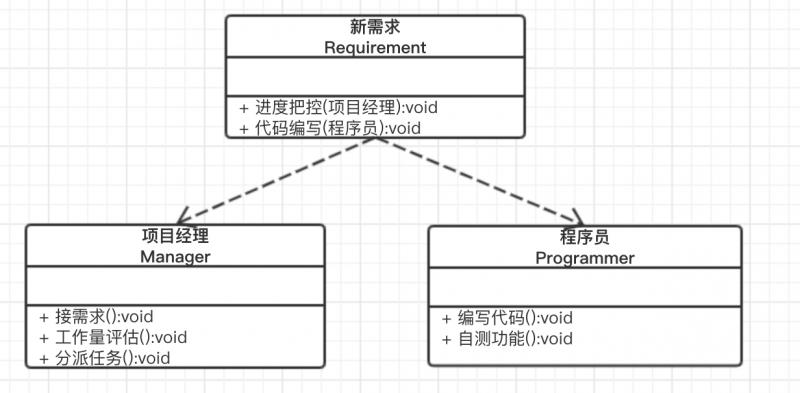 新需求
Requirement
+ 进度把控(项目经理):void
+ 代码编写(程序员):void
项目经理
Manager
+ 接需求():void
+ 工作量评估():void
+ 分派任务():void
程序员
Programmer
+ 编写代码():void
+ 自测功能():void